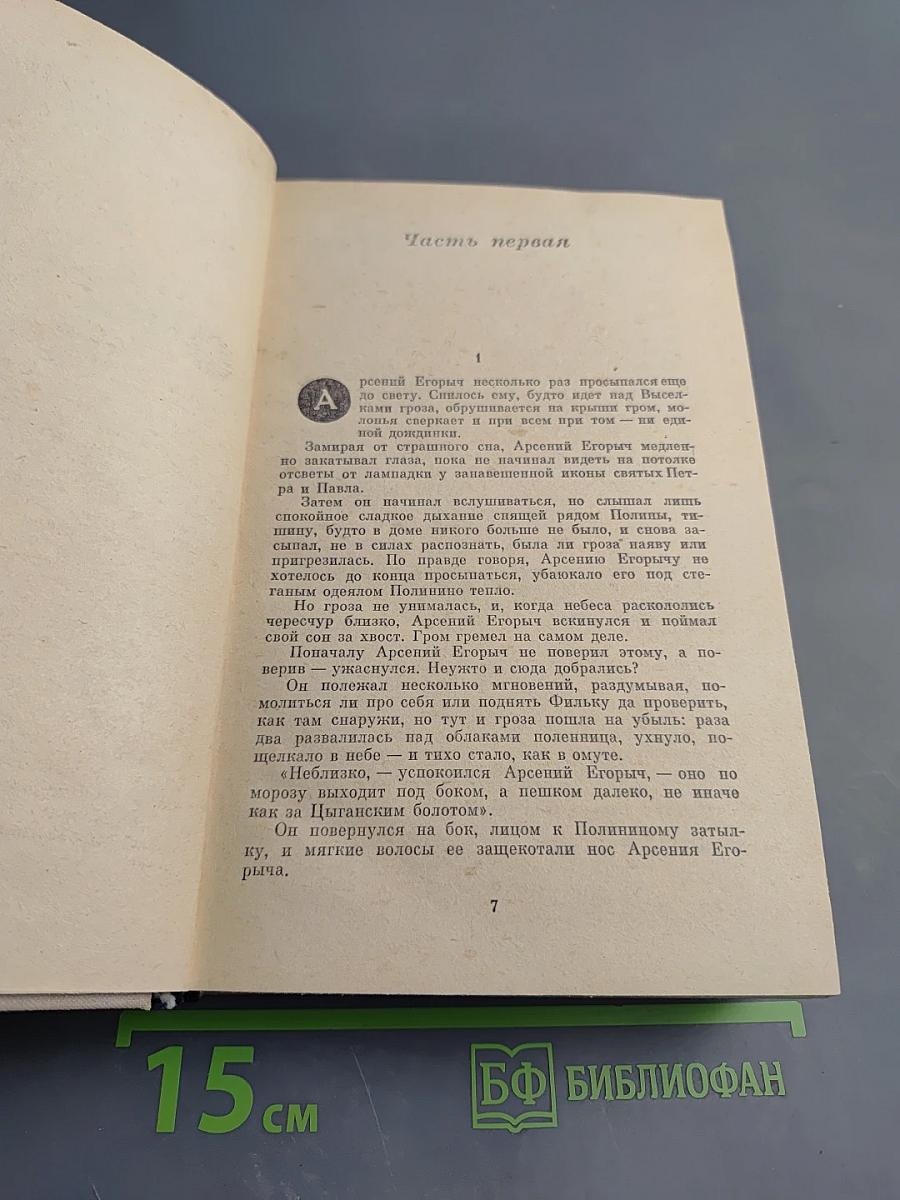 Часть первая
1
Арсений Егорыч несколько раз просыпался еще
до свету. Снилось ему, будто идет над Высел-
ками гроза, обрушивается на крыши гром, мо-
лонья сверкает и при всем при том — ни еди-
ной дождинки.
Замирая от страшного сна, Арсений Егорыч медлен-
но закатывал глаза, пока не начинал видеть на потолке
отсветы от лампадки у занавешенной иконы святых Пет-
ра и Павла.
Затем он начинал вслушиваться, но слышал лишь
спокойное сладкое дыхание спящей рядом Полины, ти-
шину, будто в доме никого больше не было, и снова за-
сыпал, не в силах распознать, была ли гроза наяву или
пригрезилась. По правде говоря, Арсению Егорычу не
хотелось до конца просыпаться, убаюкало его под сте-
ганым одеялом Полинино тепло.
Но гроза не унималась, и, когда небеса раскололись
чересчур близко, Арсений Егорыч вскинулся и поймал
свой сон за хвост. Гром гремел на самом деле.
Поначалу Арсений Егорыч не поверил этому, а по-
верив — ужаснулся. Неужто и сюда добрались?
Он полежал несколько мгновений, раздумывая, по-
молиться ли про себя или поднять Фильку да проверить,
как там снаружи, но тут и гроза пошла на убыль: раза
два развалилась над облаками поленница, ухнуло, по-
щелкало в небе — и тихо стало, как в омуте.
«Неблизко, — успокоился Арсений Егорыч, — оно по
морозу выходит под боком, а пешком далеко, не иначе
как за Цыганским болотом».
Он повернулся на бок, лицом к Полининому затыл-
ку, и мягкие волосы ее защекотали нос Арсения Его-
рыча.
7
15 см
БФ БИБЛИОФАН